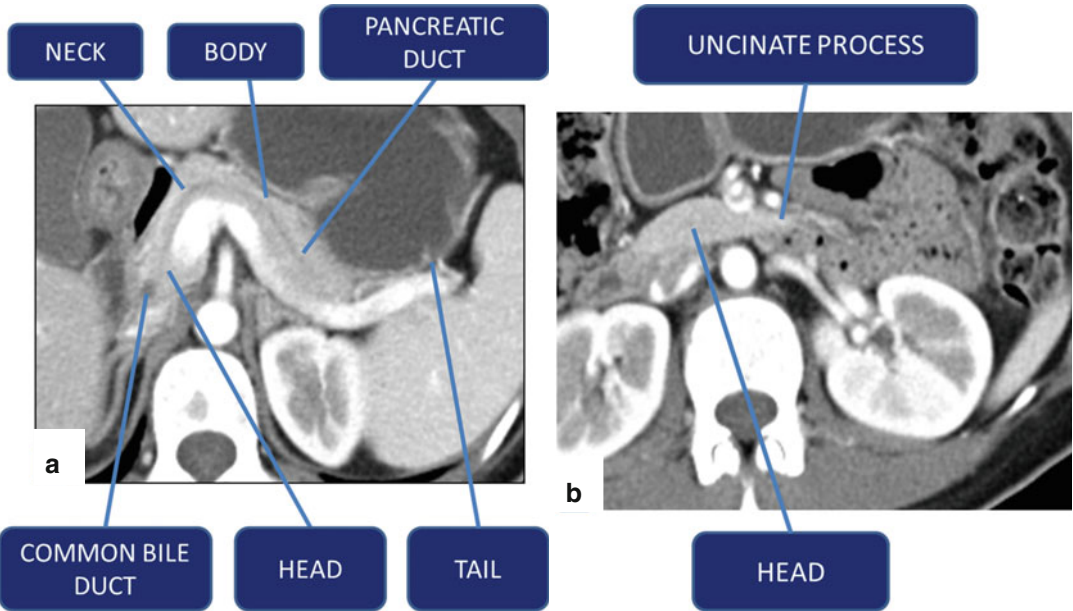 NECK
BODY
PANCREATIC
DUCT
UNCINATE PROCESS
a
b
COMMON BILE
DUCT
HEAD
TAIL
HEAD